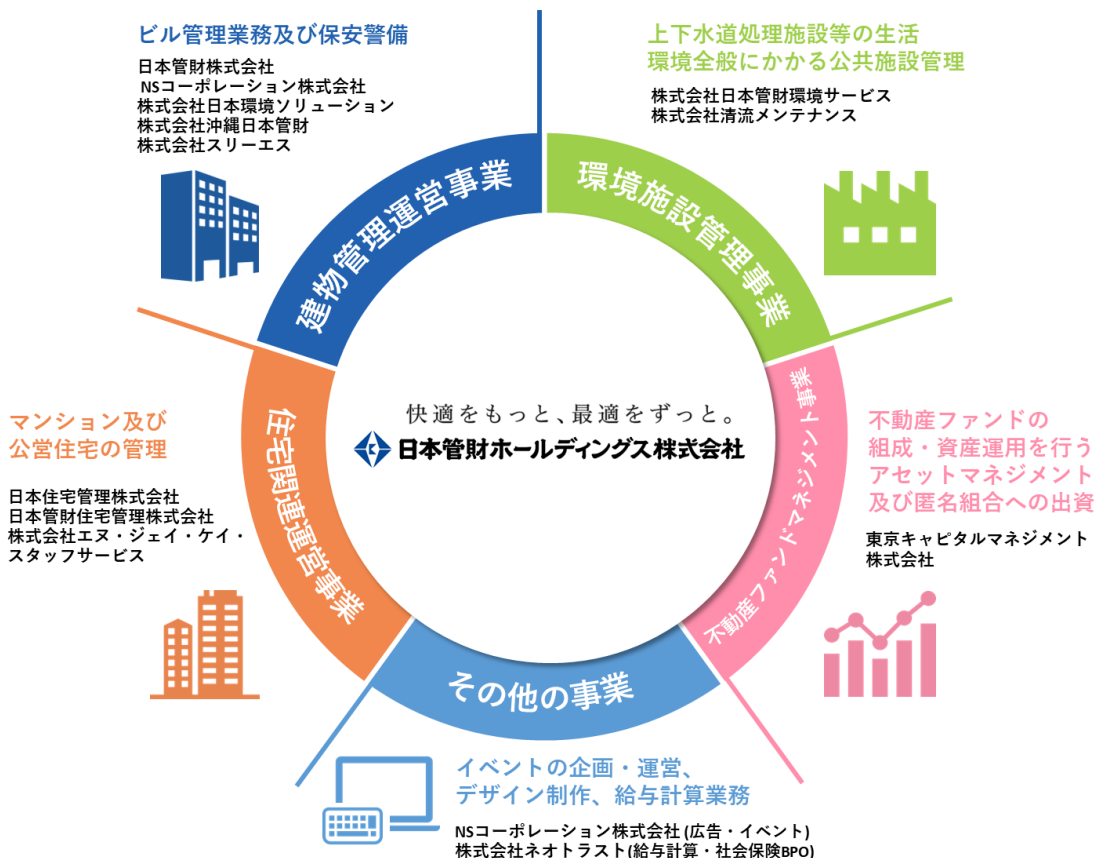 ビル管理業務及び保安警備
日本管財株式会社
NSコーポレーション株式会社
株式会社日本環境ソリューション
株式会社沖縄日本管財
株式会社スリーエス
建物管理運営事業
上下水道処理施設等の生活
環境全般にかかる公共施設管理
株式会社日本管財環境サービス
株式会社清流メンテナンス
環境施設管理事業
快適をもっと、最適をずっと。
日本管財ホールディングス株式会社
マンション及び
公営住宅の管理
日本住宅管理株式会社
日本管財住宅管理株式会社
株式会社エヌ・ジェイ・ケイ・
スタッフサービス
住宅関連運営事業
不動産ファンドの
組成・資産運用を行う
アセットマネジメント
及び匿名組合への出資
東京キャピタルマネジメント
株式会社
不動産ファンドマネジメント事業
その他の事業
イベントの企画・運営、
デザイン制作、給与計算業務
NSコーポレーション株式会社 (広告・イベント)
株式会社ネオトラスト(給与計算・社会保険BPO)